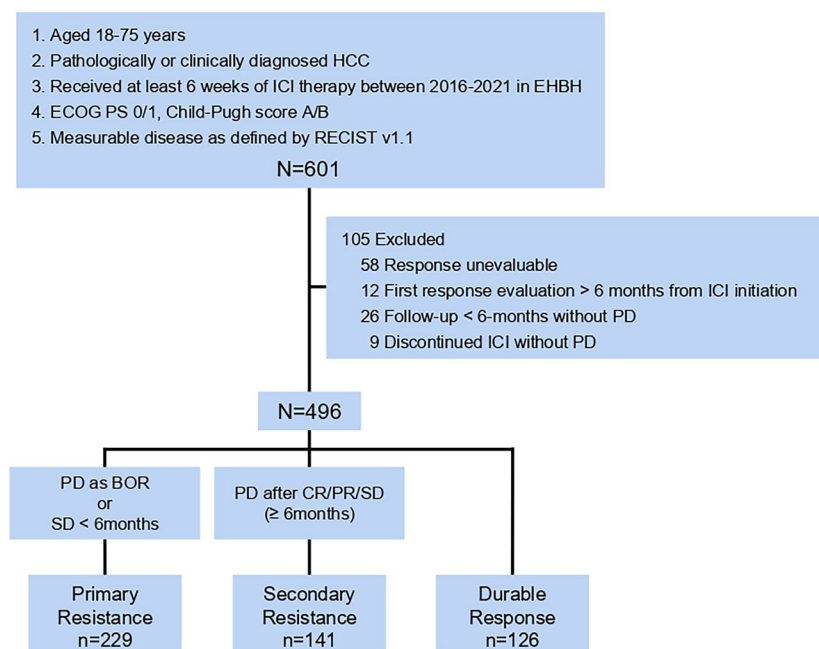 1. Aged 18-75 years
2. Pathologically or clinically diagnosed HCC
3. Received at least 6 weeks of ICI therapy between 2016-2021 in EHBH
4. ECOG PS 0/1, Child-Pugh score A/B
5. Measurable disease as defined by RECIST v1.1
N=601
105 Excluded
58 Response unevaluable
12 First response evaluation > 6 months from ICI initiation
26 Follow-up < 6-months without PD
9 Discontinued ICI without PD
N=496
PD as BOR
or
SD < 6months
PD after CR/PR/SD
(≥ 6months)
Primary
Resistance
n=229
Secondary
Resistance
n=141
Durable
Response
n=126